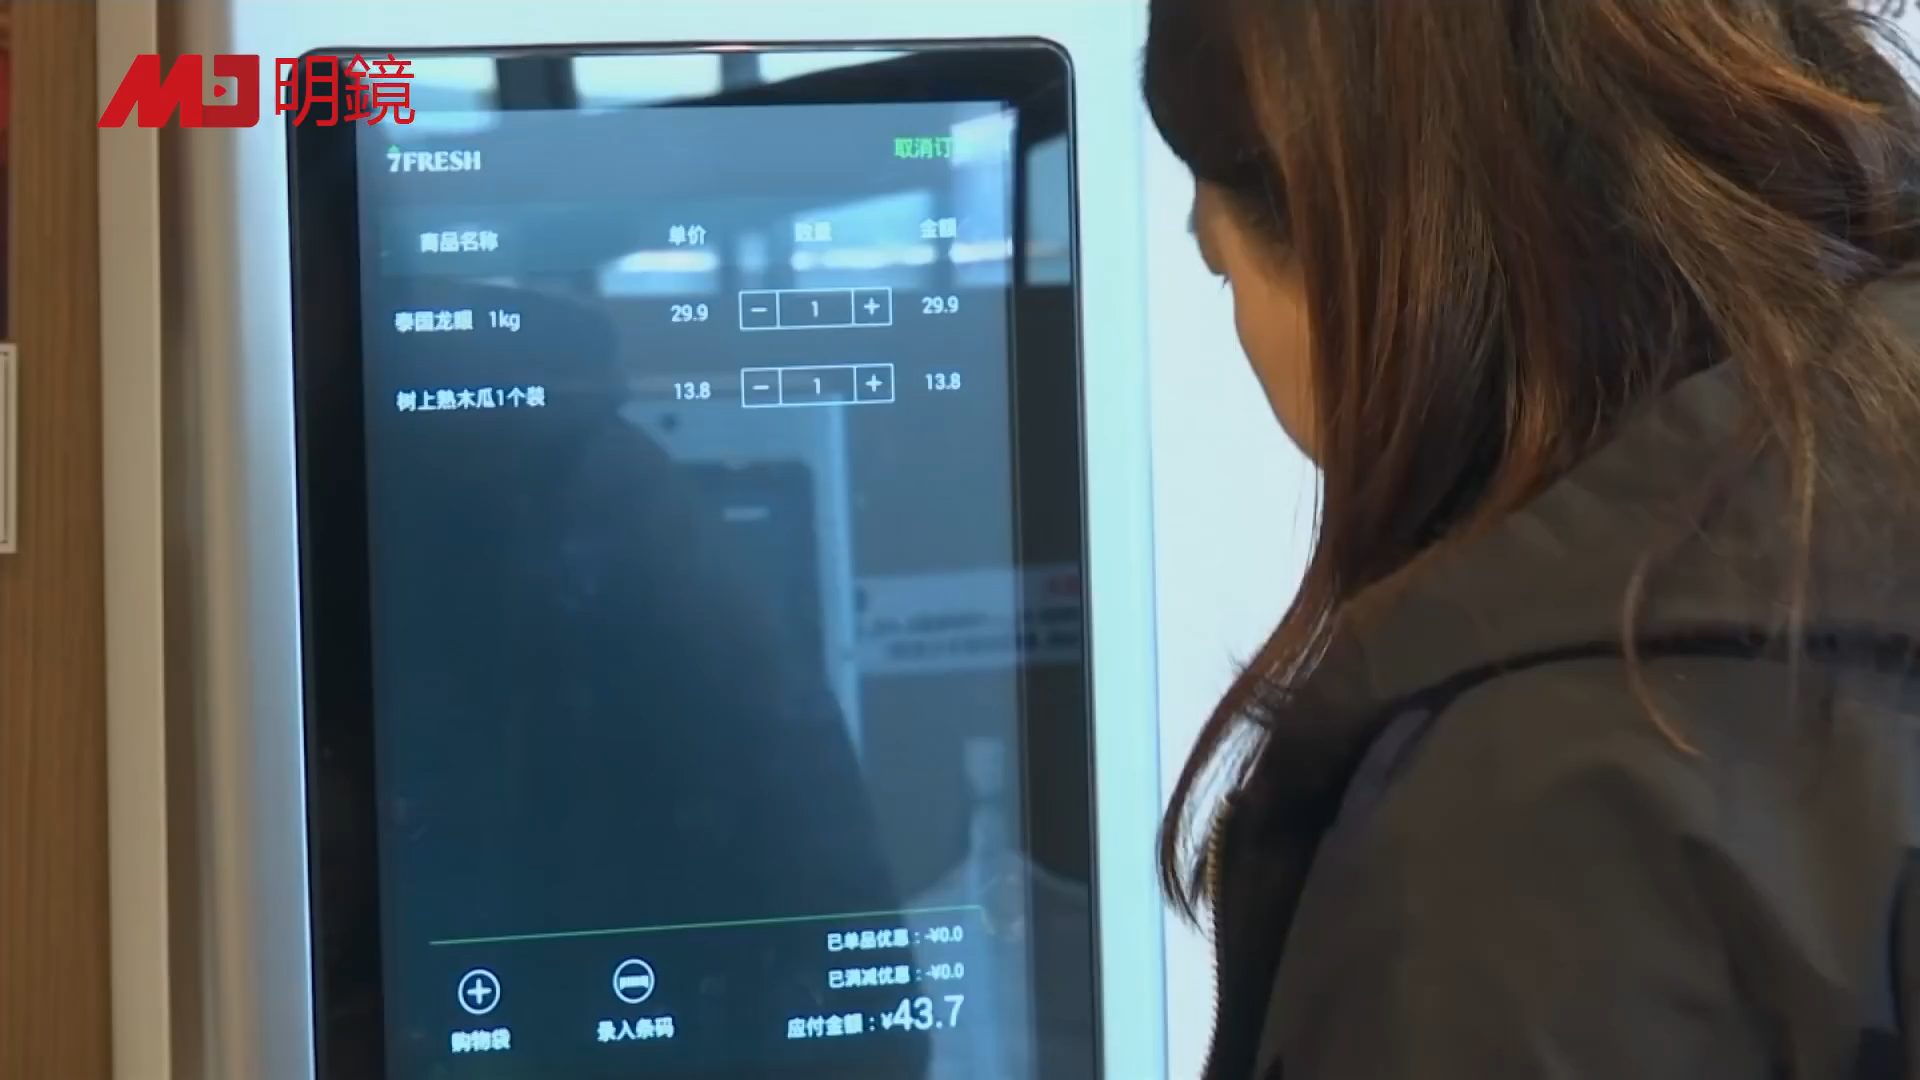 明鏡
7FRESH
取消订
商品名称 单价 数量 金额
泰国龙眼 1kg 29.9 − 1 + 29.9
树上熟木瓜1个装 13.8 − 1 + 13.8
已单品优惠：-¥0.0
已满减优惠：-¥0.0
应付金额：¥43.7
购物袋
录入条码